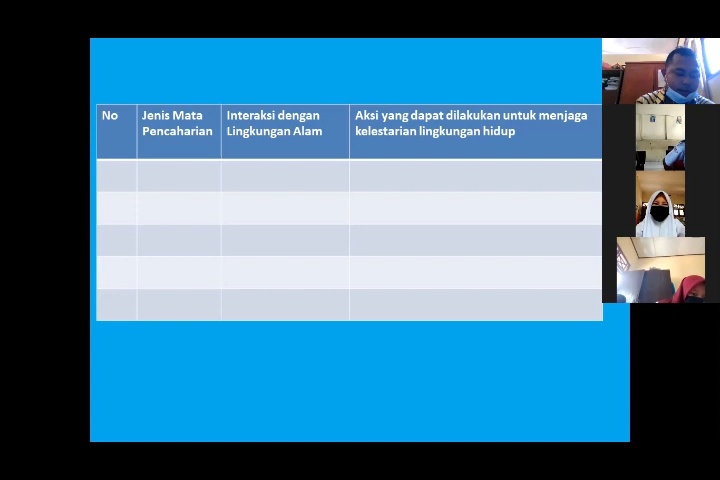 No
Jenis Mata
Pencaharian
Interaksi dengan
Lingkungan Alam
Aksi yang dapat dilakukan untuk menjaga
kelestarian lingkungan hidup